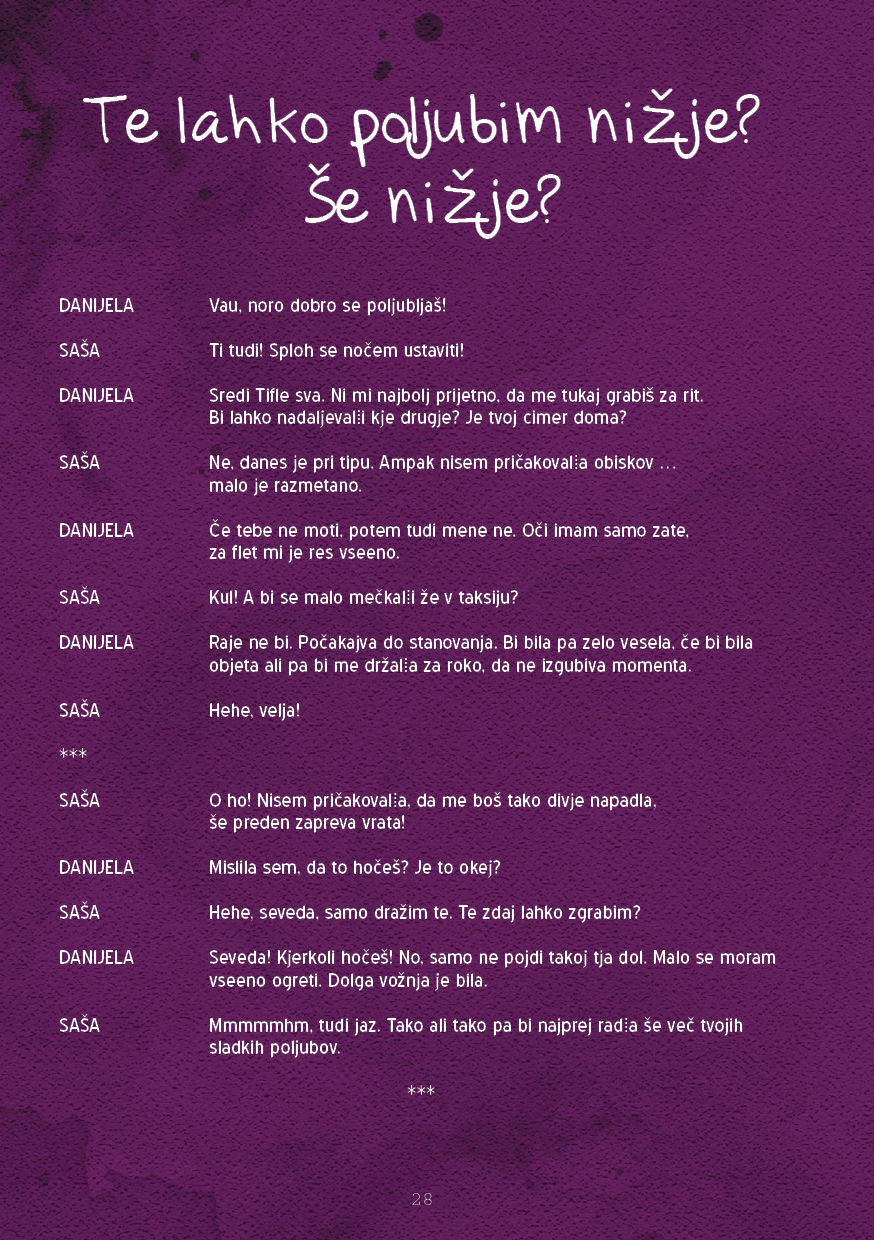 Te lahko poljubim nižje?
Še nižje?
DANIJELA Vau, noro dobro se poljubljaš!
SAŠA Ti tudi! Sploh se nočem ustaviti!
DANIJELA Sredi Tifle sva. Ni mi najbolj prijetno, da me tukaj grabiš za rit.
Bi lahko nadaljeval⁞i kje drugje? Je tvoj cimer doma?
SAŠA Ne, danes je pri tipu. Ampak nisem pričakoval⁞a obiskov ...
malo je razmetano.
DANIJELA Če tebe ne moti, potem tudi mene ne. Oči imam samo zate,
za flet mi je res vseeno.
SAŠA Kul! A bi se malo mečkal⁞i že v taksiju?
DANIJELA Raje ne bi. Počakajva do stanovanja. Bi bila pa zelo vesela, če bi bila
objeta ali pa bi me držal⁞a za roko, da ne izgubiva momenta.
SAŠA Hehe, velja!
***
SAŠA O ho! Nisem pričakoval⁞a, da me boš tako divje napadla,
še preden zapreva vrata!
DANIJELA Mislila sem, da to hočeš? Je to okej?
SAŠA Hehe, seveda, samo dražim te. Te zdaj lahko zgrabim?
DANIJELA Seveda! Kjerkoli hočeš! No, samo ne pojdi takoj tja dol. Malo se moram
vseeno ogreti. Dolga vožnja je bila.
SAŠA Mmmmmhm, tudi jaz. Tako ali tako pa bi najprej rad⁞a še več tvojih
sladkih poljubov.
***
28